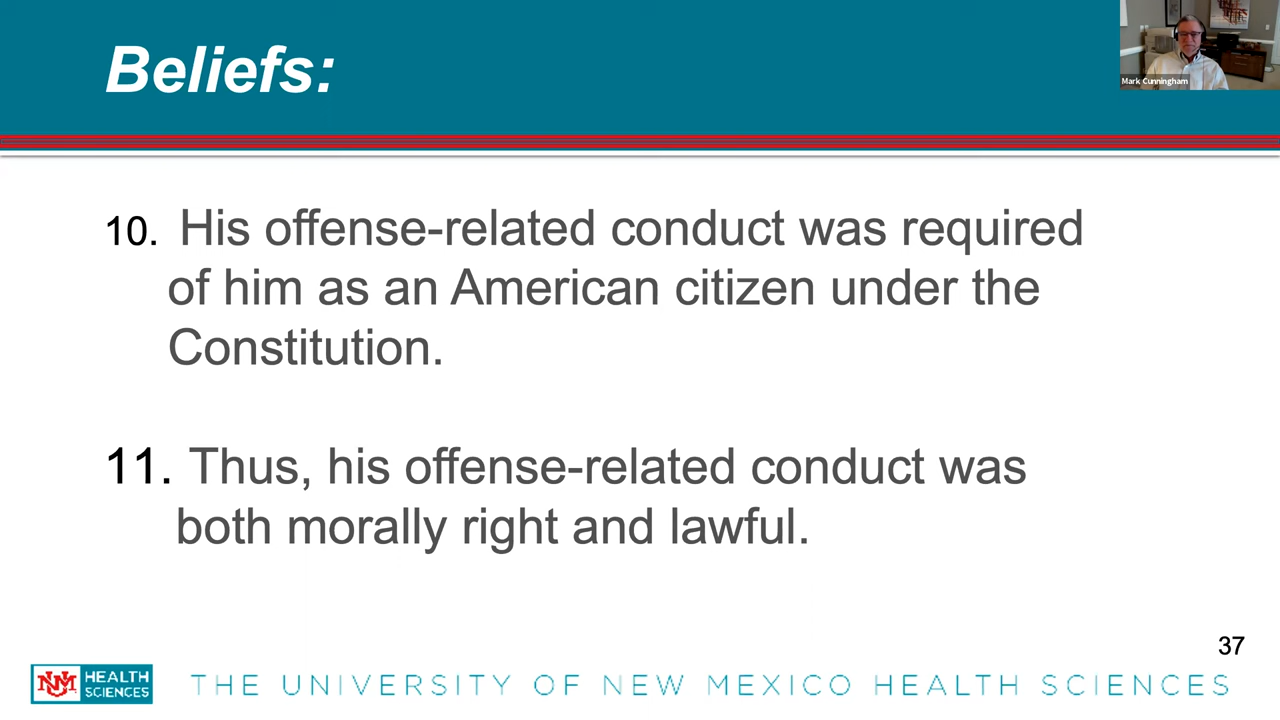 Beliefs:
Mark Cunningham
10. His offense-related conduct was required
of him as an American citizen under the
Constitution.
11. Thus, his offense-related conduct was
both morally right and lawful.
37
UNM HEALTH
SCIENCES
THE UNIVERSITY OF NEW MEXICO HEALTH SCIENCES